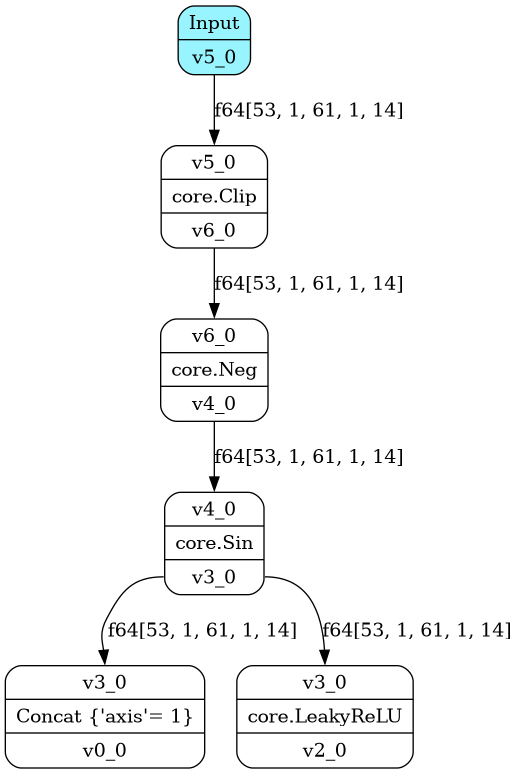 Input
v5_0
f64[53, 1, 61, 1, 14]
v5_0
core.Clip
v6_0
f64[53, 1, 61, 1, 14]
v6_0
core.Neg
v4_0
f64[53, 1, 61, 1, 14]
v4_0
core.Sin
v3_0
f64[53, 1, 61, 1, 14]
f64[53, 1, 61, 1, 14]
v3_0
Concat {'axis'= 1}
v0_0
v3_0
core.LeakyReLU
v2_0